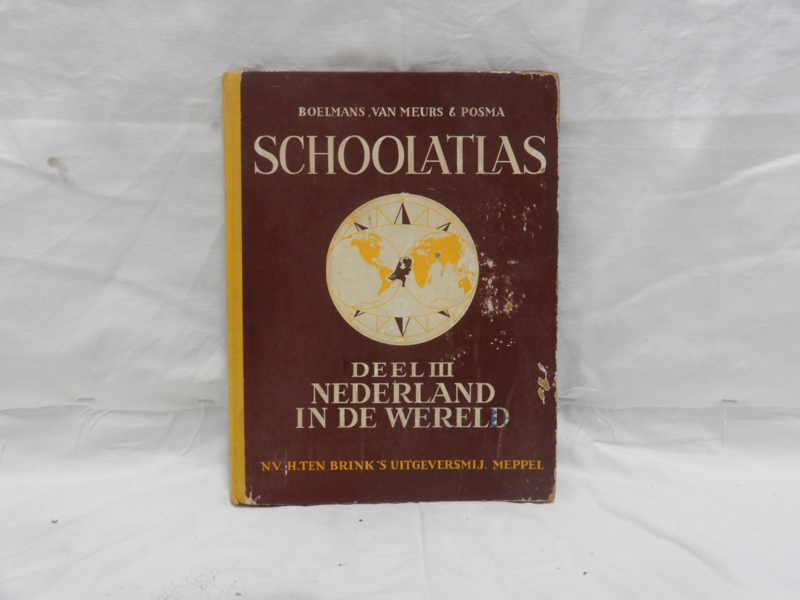 BOELMANS, VAN MEURS & POSMA
SCHOOLATLAS
DEEL III
NEDERLAND
IN DE WERELD
N.V. H. TEN BRINK'S UITGEVERSMIJ. MEPPEL